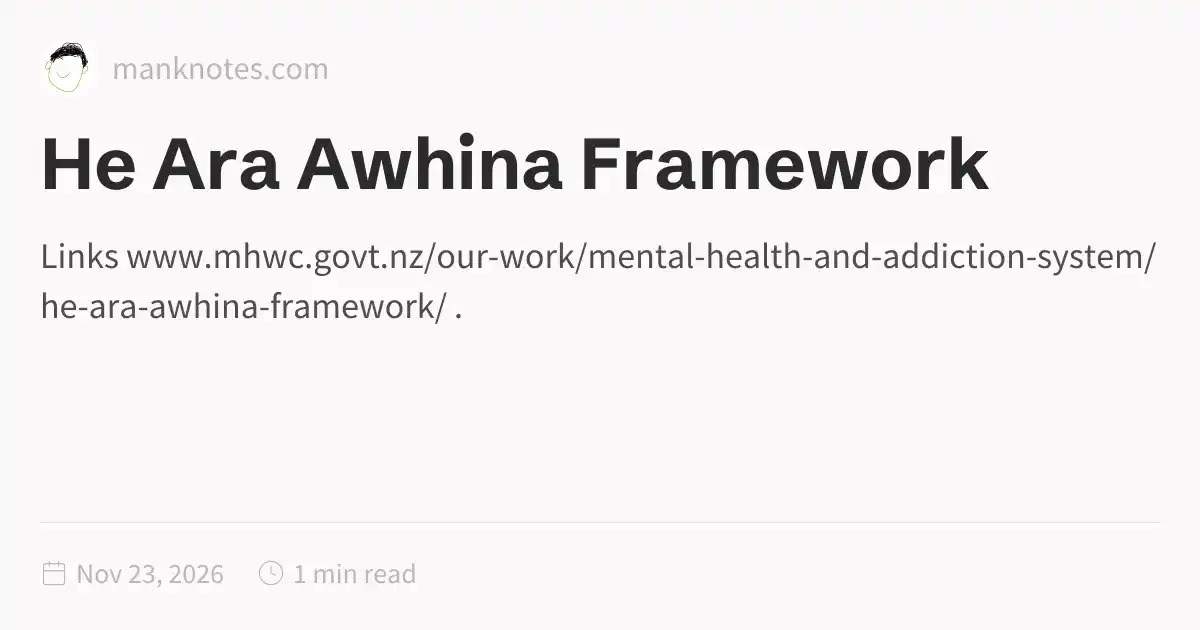 manknotes.com
He Ara Awhina Framework
Links www.mhwc.govt.nz/our-work/mental-health-and-addiction-system/
he-ara-awhina-framework/ .
Nov 23, 2026 1 min read